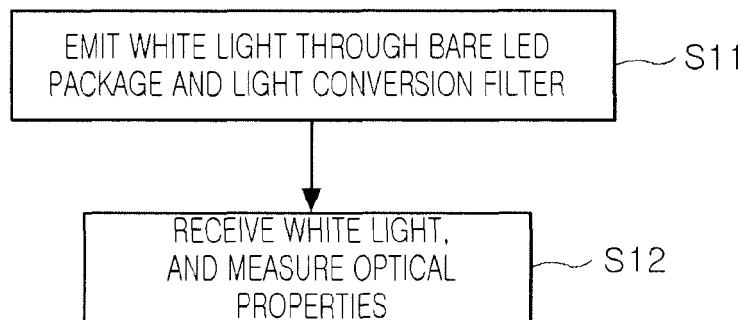 EMIT WHITE LIGHT THROUGH BARE LED
PACKAGE AND LIGHT CONVERSION FILTER
S11
RECEIVE WHITE LIGHT,
AND MEASURE OPTICAL
PROPERTIES
S12